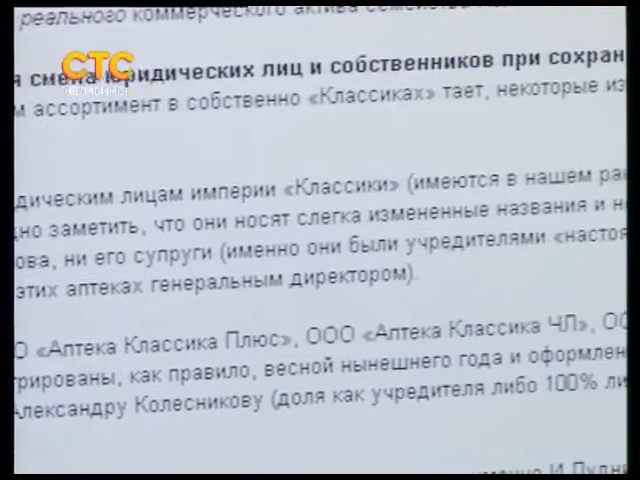 реального коммерческого актива
СТС
я смена юридических лиц и собственников при сохран
м ассортимент в собственно «Классиках» тает, некоторые из
дическим лицам империи «Классики» (имеются в нашем рас
дно заметить, что они носят слегка измененные названия и н
ова, ни его супруги (именно они были учредителями «настоя
этих аптеках генеральным директором).
О «Аптека Классика Плюс», ООО «Аптека Классика ЧЛ», ОО
трированы, как правило, весной нынешнего года и оформлен
Александру Колесникову (доля как учредителя либо 100% ли